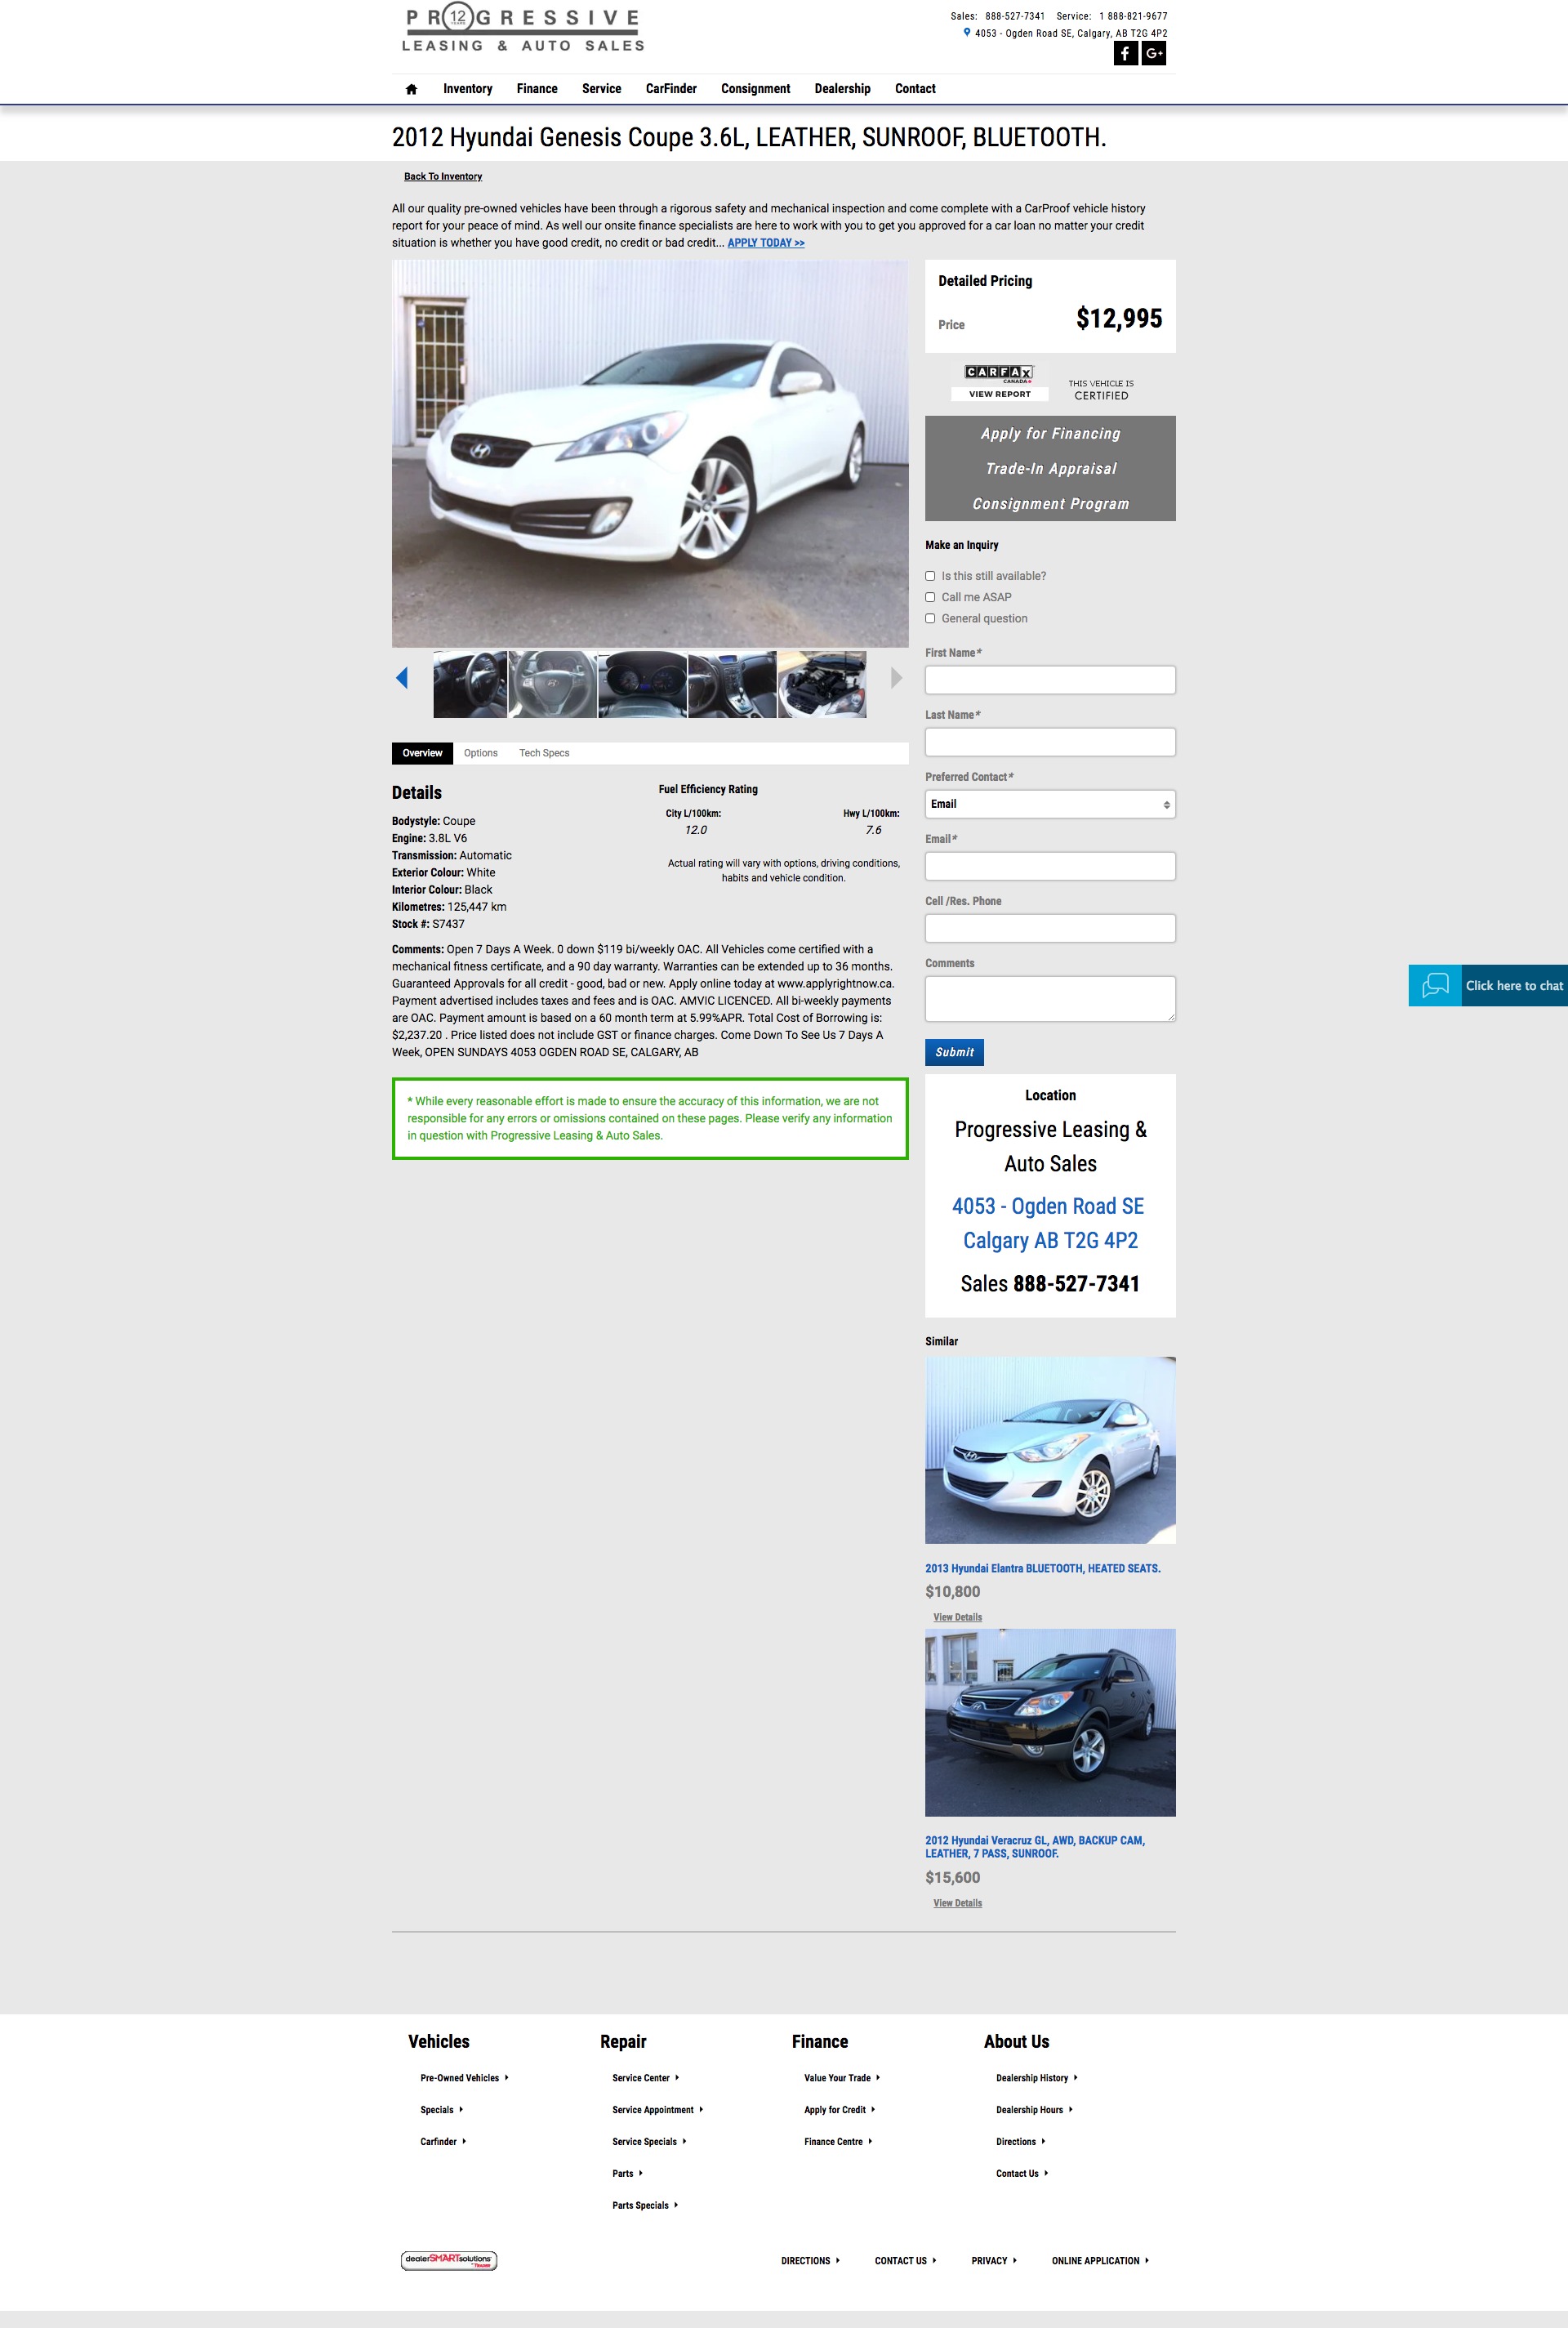 PROGRESSIVE
12
LEASING & AUTO SALES
Sales: 888-527-7341 Service: 1 888-821-9677
4053 - Ogden Road SE, Calgary, AB T2G 4P2
f G+
Inventory Finance Service CarFinder Consignment Dealership Contact
2012 Hyundai Genesis Coupe 3.6L, LEATHER, SUNROOF, BLUETOOTH.
Back To Inventory
All our quality pre-owned vehicles have been through a rigorous safety and mechanical inspection and come complete with a CarProof vehicle history
report for your peace of mind. As well our onsite finance specialists are here to work with you to get you approved for a car loan no matter your credit
situation is whether you have good credit, no credit or bad credit... APPLY TODAY >>
Detailed Pricing
Price $12,995
CARFAX
CANADA
VIEW REPORT
THIS VEHICLE IS
CERTIFIED
Apply for Financing
Trade-In Appraisal
Consignment Program
Make an Inquiry
Is this still available?
Call me ASAP
General question
First Name*
Last Name*
Preferred Contact*
Email
Email*
Cell /Res. Phone
Comments
Submit
Overview Options Tech Specs
Details
Bodystyle: Coupe
Engine: 3.8L V6
Transmission: Automatic
Exterior Colour: White
Interior Colour: Black
Kilometres: 125,447 km
Stock #: S7437
Fuel Efficiency Rating
City L/100km: Hwy L/100km:
12.0 7.6
Actual rating will vary with options, driving conditions,
habits and vehicle condition.
Comments: Open 7 Days A Week. 0 down $119 bi/weekly OAC. All Vehicles come certified with a
mechanical fitness certificate, and a 90 day warranty. Warranties can be extended up to 36 months.
Guaranteed Approvals for all credit - good, bad or new. Apply online today at www.applyrightnow.ca.
Payment advertised includes taxes and fees and is OAC. AMVIC LICENCED. All bi-weekly payments
are OAC. Payment amount is based on a 60 month term at 5.99%APR. Total Cost of Borrowing is:
$2,237.20 . Price listed does not include GST or finance charges. Come Down To See Us 7 Days A
Week, OPEN SUNDAYS 4053 OGDEN ROAD SE, CALGARY, AB
* While every reasonable effort is made to ensure the accuracy of this information, we are not
responsible for any errors or omissions contained on these pages. Please verify any information
in question with Progressive Leasing & Auto Sales.
Click here to chat
Location
Progressive Leasing &
Auto Sales
4053 - Ogden Road SE
Calgary AB T2G 4P2
Sales 888-527-7341
Similar
2013 Hyundai Elantra BLUETOOTH, HEATED SEATS.
$10,800
View Details
2012 Hyundai Veracruz GL, AWD, BACKUP CAM,
LEATHER, 7 PASS, SUNROOF.
$15,600
View Details
Vehicles
Pre-Owned Vehicles
Specials
Carfinder
Repair
Service Center
Service Appointment
Service Specials
Parts
Parts Specials
Finance
Value Your Trade
Apply for Credit
Finance Centre
About Us
Dealership History
Dealership Hours
Directions
Contact Us
dealerSMARTsolutions
DIRECTIONS CONTACT US PRIVACY ONLINE APPLICATION